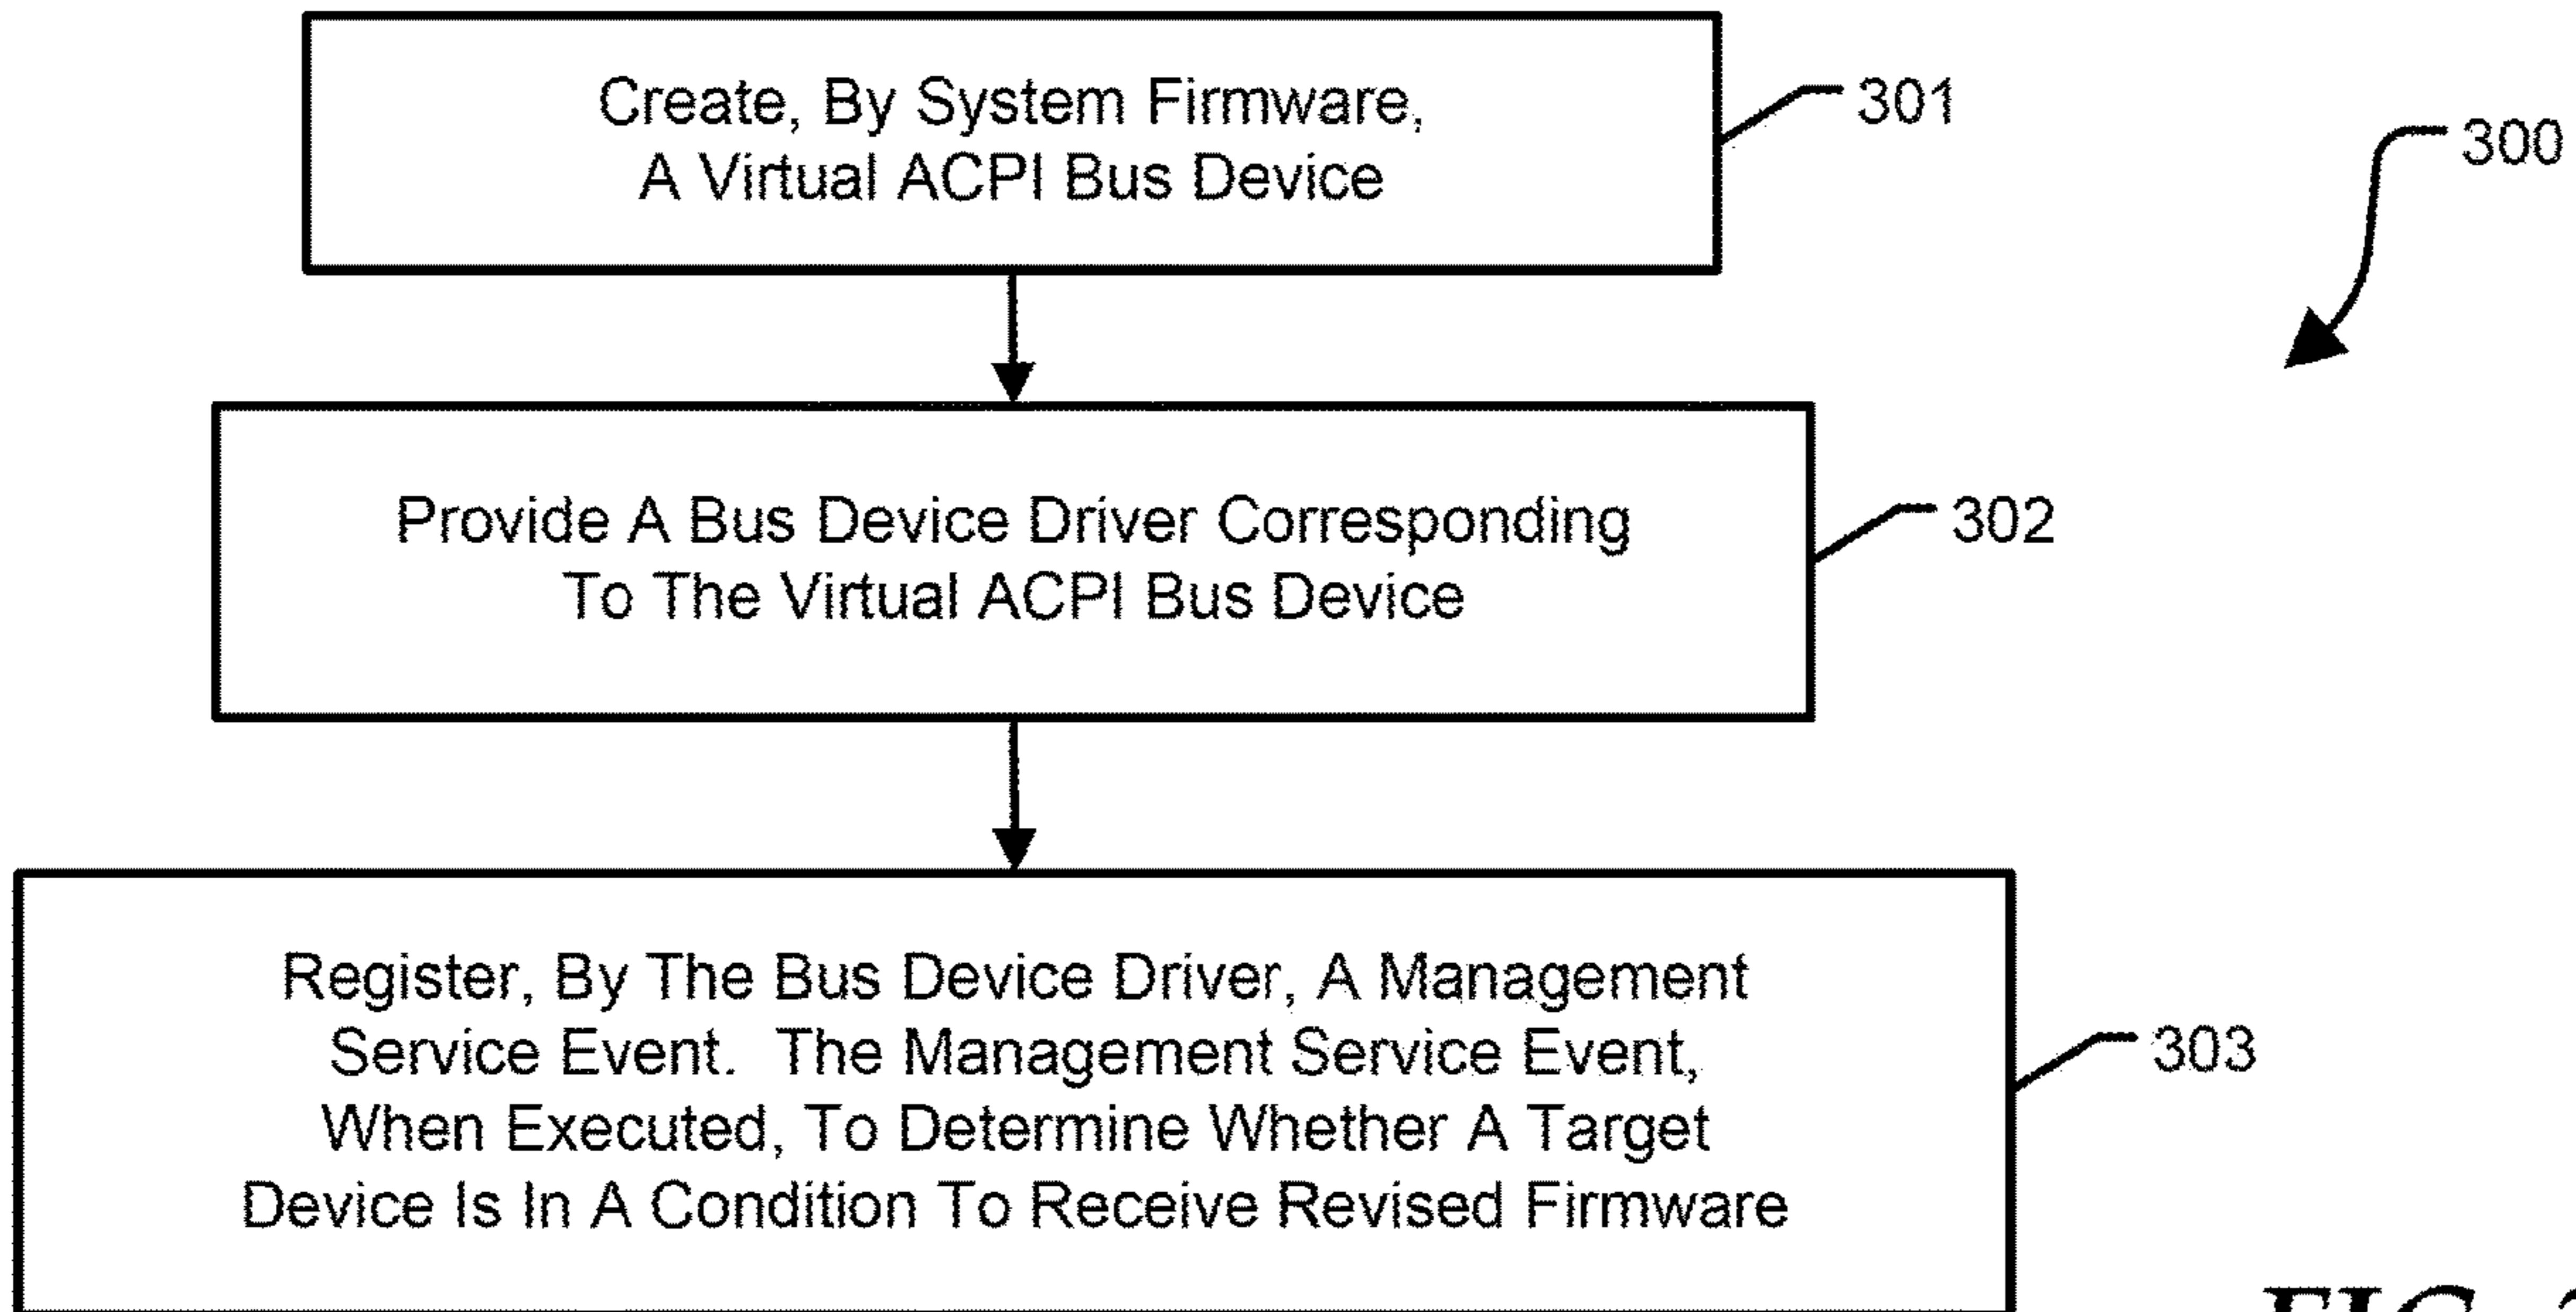 Create, By System Firmware,
A Virtual ACPI Bus Device
301
300
Provide A Bus Device Driver Corresponding
To The Virtual ACPI Bus Device
302
Register, By The Bus Device Driver, A Management
Service Event. The Management Service Event,
When Executed, To Determine Whether A Target
Device Is In A Condition To Receive Revised Firmware
303